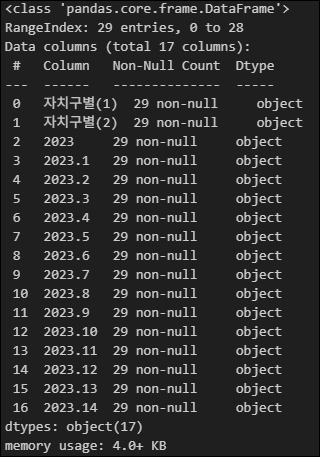 <class 'pandas.core.frame.DataFrame'>
RangeIndex: 29 entries, 0 to 28
Data columns (total 17 columns):
 #   Column   Non-Null Count  Dtype
---  ------   --------------  -----
 0   자치구별(1)  29 non-null     object
 1   자치구별(2)  29 non-null     object
 2   2023     29 non-null     object
 3   2023.1   29 non-null     object
 4   2023.2   29 non-null     object
 5   2023.3   29 non-null     object
 6   2023.4   29 non-null     object
 7   2023.5   29 non-null     object
 8   2023.6   29 non-null     object
 9   2023.7   29 non-null     object
 10  2023.8   29 non-null     object
 11  2023.9   29 non-null     object
 12  2023.10  29 non-null     object
 13  2023.11  29 non-null     object
 14  2023.12  29 non-null     object
 15  2023.13  29 non-null     object
 16  2023.14  29 non-null     object
dtypes: object(17)
memory usage: 4.0+ KB